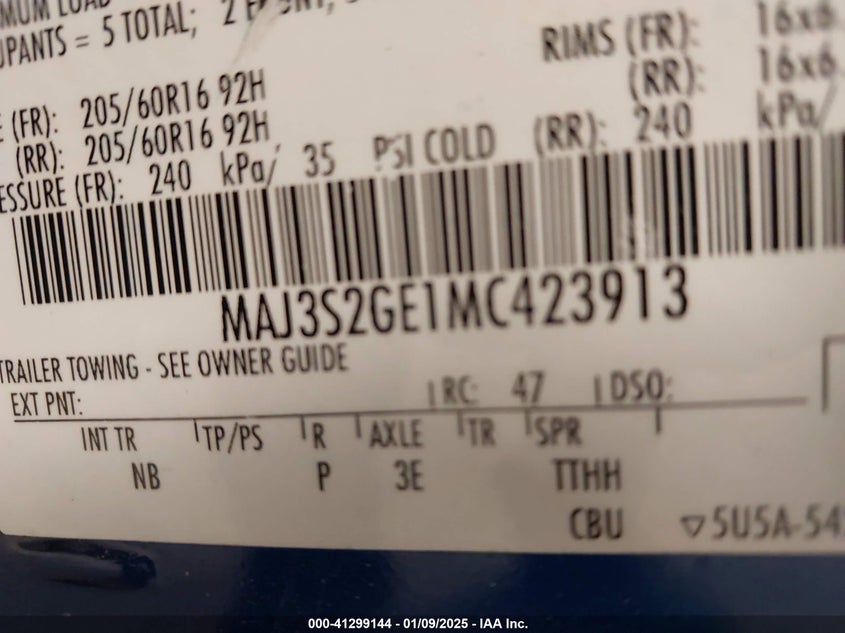 MUM LOAD
UPANTS = 5 TOTAL; 2
RIMS (FR): 16x6
(RR): 16x6
(FR): 205/60R16 92H
(RR): 205/60R16 92H
ESSURE (FR): 240 kPa/ 35 PSI COLD (RR): 240 kPa/
MAJ3S2GE1MC423913
TRAILER TOWING - SEE OWNER GUIDE
EXT PNT: RC: 47 DSO:
INT TR TP/PS R AXLE TR SPR
NB P 3E TTHH
CBU ▽5U5A-54
000-41299144 - 01/09/2025 - IAA Inc.